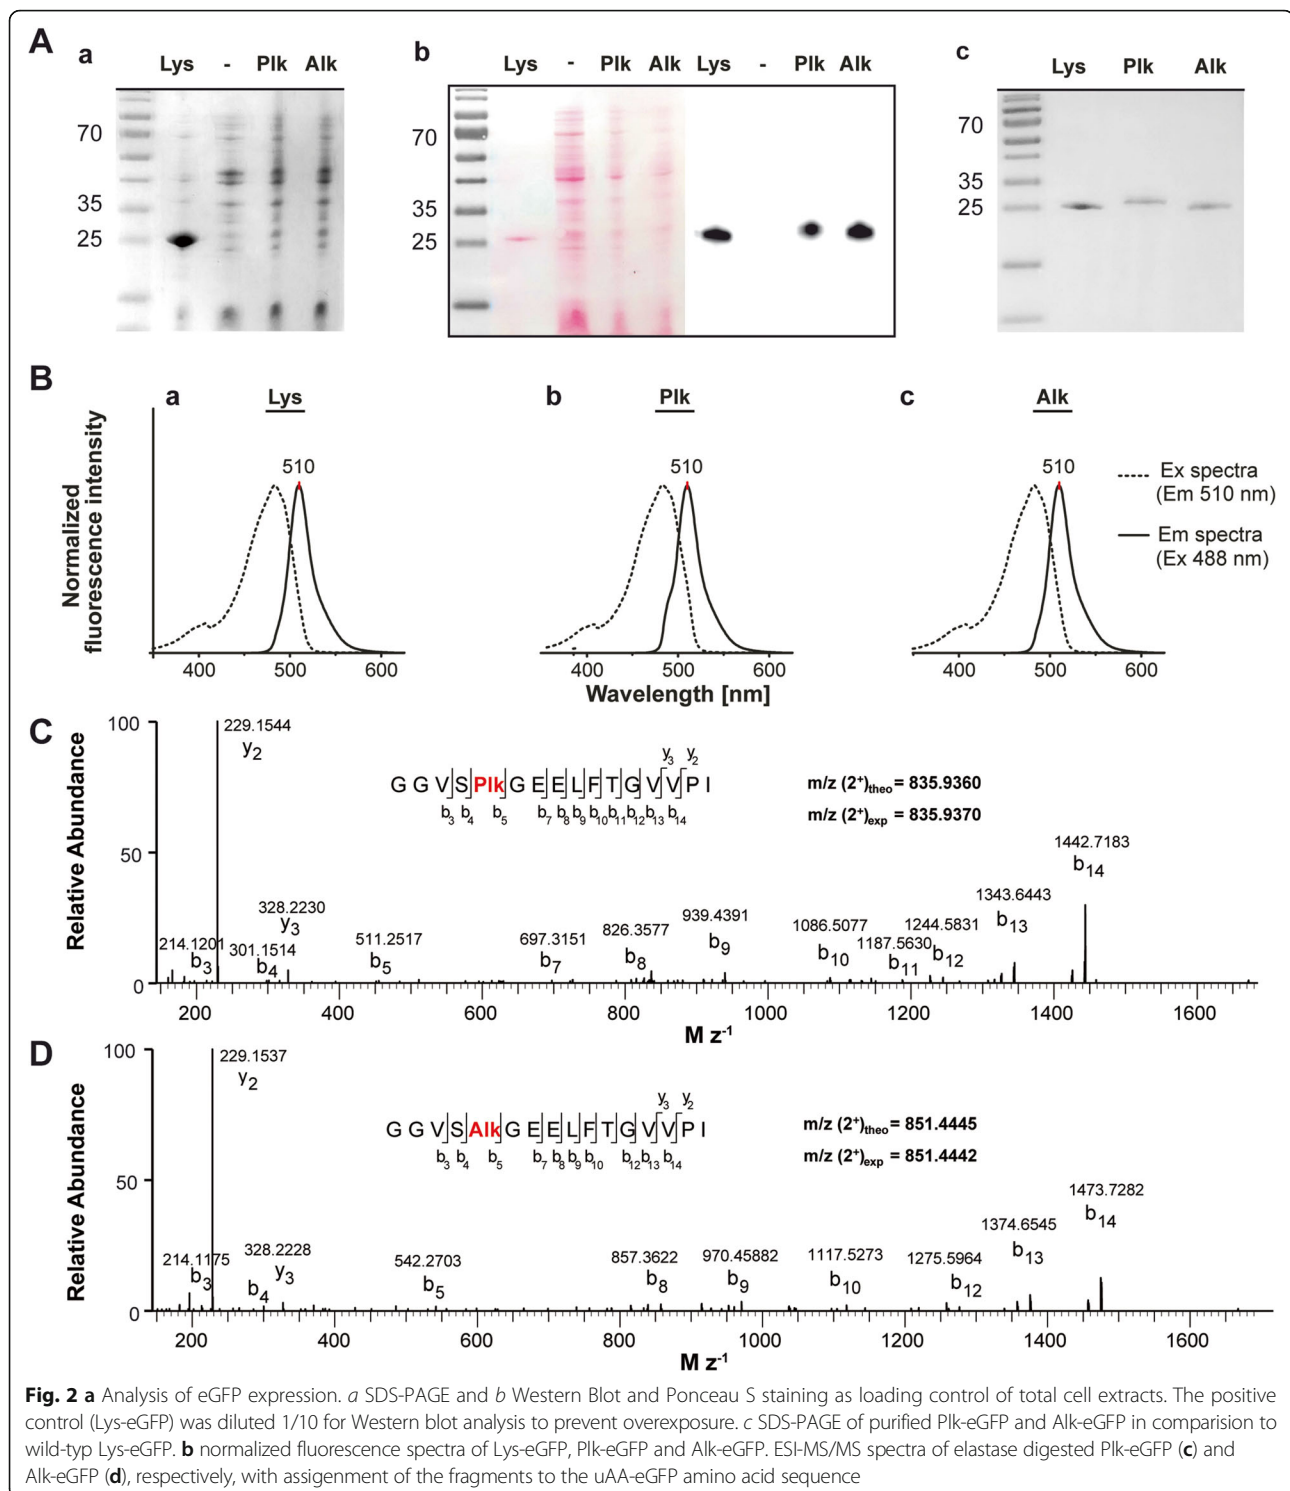 A
a
Lys - Plk Alk
70
35
25
b
Lys - Plk Alk Lys - Plk Alk
70
35
25
c
Lys Plk Alk
70
35
25
B
Normalized
fluorescence intensity
a
Lys
510
400 500 600
b
Plk
510
400 500 600
c
Alk
510
400 500 600
Wavelength [nm]
Ex spectra
(Em 510 nm)
Em spectra
(Ex 488 nm)
C
Relative Abundance
100
50
0
229.1544
y2
y3 y2
G G V S Plk G E E L F T G V V P I
b3 b4 b5 b7 b8 b9 b10 b11 b12 b13 b14
m/z (2+)theo = 835.9360
m/z (2+)exp = 835.9370
214.1201
b3
301.1514
b4
328.2230
y3
511.2517
b5
697.3151
b7
826.3577
b8
939.4391
b9
1086.5077
b10
1187.5630
b11
1244.5831
b12
1343.6443
b13
1442.7183
b14
200 400 600 800 1000 1200 1400 1600
M z-1
D
Relative Abundance
100
50
0
229.1537
y2
y3 y2
G G V S Alk G E E L F T G V V P I
b3 b4 b5 b7 b8 b9 b10 b12 b13 b14
m/z (2+)theo = 851.4445
m/z (2+)exp = 851.4442
214.1175
b3
b4
328.2228
y3
542.2703
b5
857.3622
b8
970.45882
b9
1117.5273
b10
1275.5964
b12
1374.6545
b13
1473.7282
b14
200 400 600 800 1000 1200 1400 1600
M z-1
Fig. 2 a Analysis of eGFP expression. a SDS-PAGE and b Western Blot and Ponceau S staining as loading control of total cell extracts. The positive
control (Lys-eGFP) was diluted 1/10 for Western blot analysis to prevent overexposure. c SDS-PAGE of purified Plk-eGFP and Alk-eGFP in comparision to
wild-typ Lys-eGFP. b normalized fluorescence spectra of Lys-eGFP, Plk-eGFP and Alk-eGFP. ESI-MS/MS spectra of elastase digested Plk-eGFP (c) and
Alk-eGFP (d), respectively, with assigenment of the fragments to the uAA-eGFP amino acid sequence